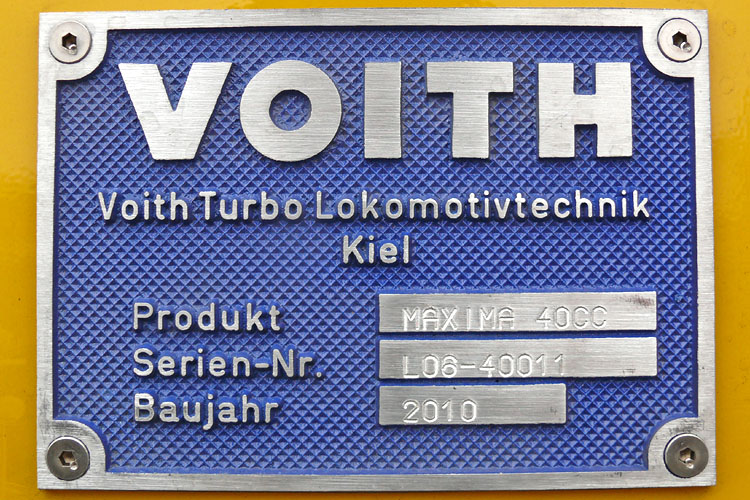 VOITH
Voith Turbo Lokomotivtechnik
Kiel
Produkt MAXIMA 40CC
Serien-Nr. L06-40011
Baujahr 2010